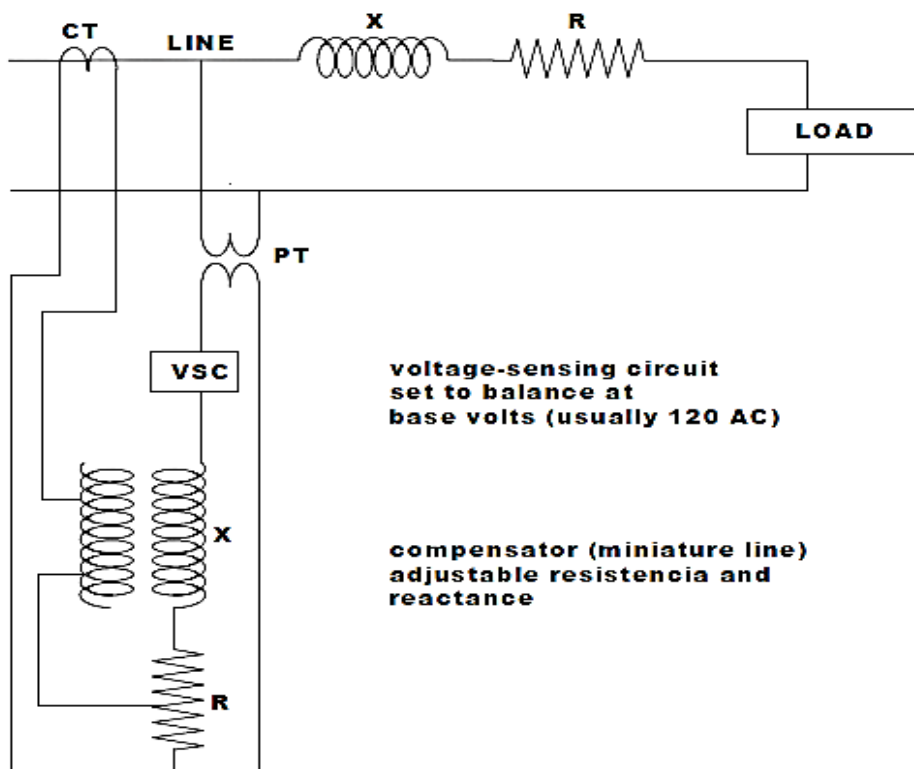 CT
LINE
X
R
LOAD
PT
VSC
voltage-sensing circuit
set to balance at
base volts (usually 120 AC)
X
compensator (miniature line)
adjustable resistencia and
reactance
R